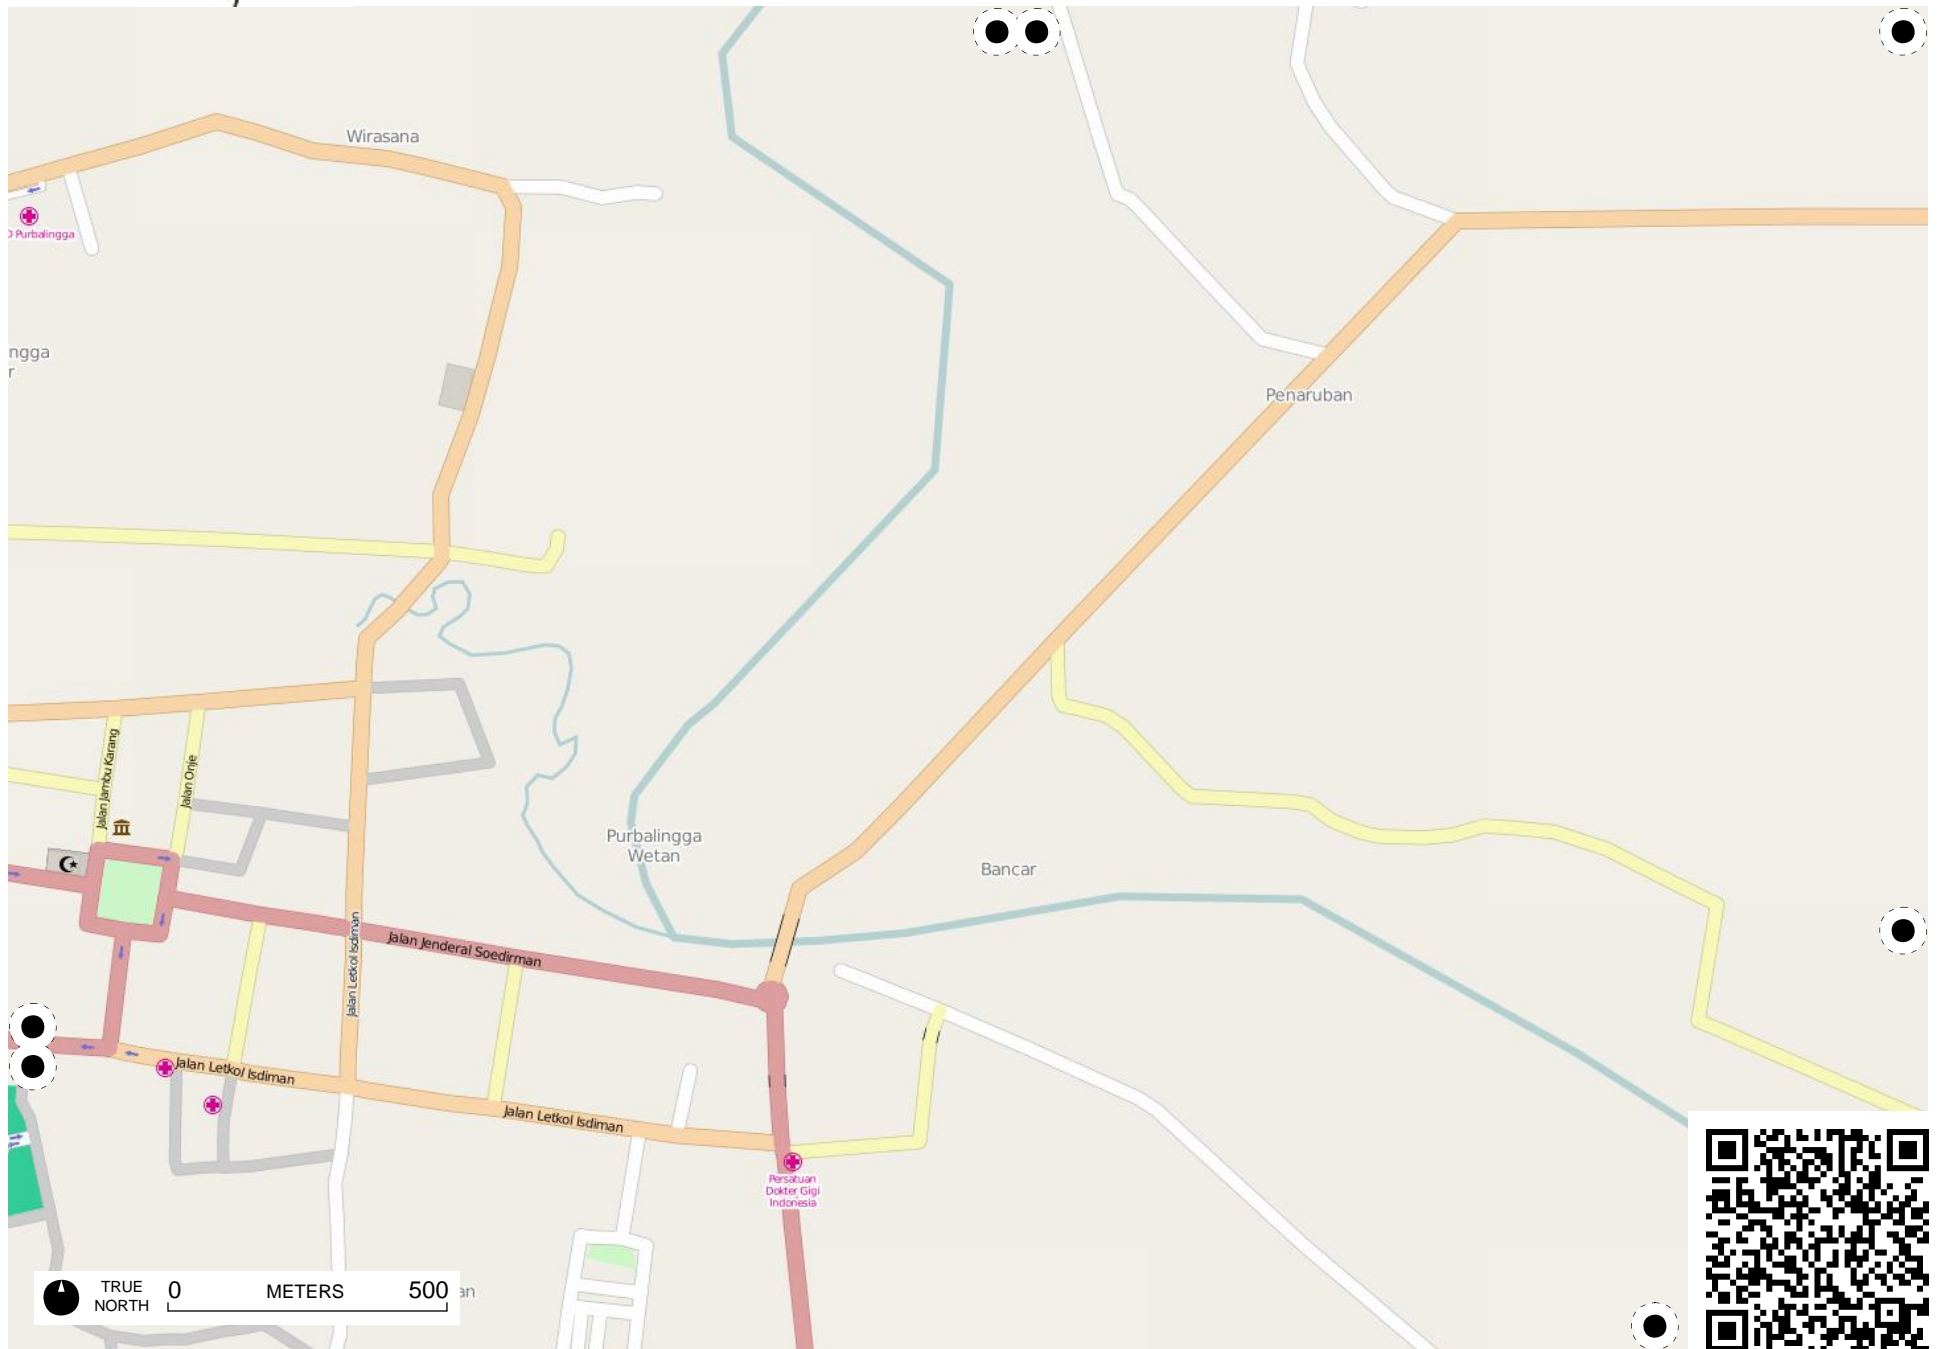 Wirasana
Purbalingga
ngga
r
Penaruban
Jalan Jambu Karang
Jalan Onje
Purbalingga
Wetan
Bancar
Jalan Letkol Isdiman
Jalan Jenderal Soedirman
Jalan Letkol Isdiman
Jalan Letkol Isdiman
Persatuan
Dokter Gigi
Indonesia
TRUE
NORTH
0 METERS 500
an